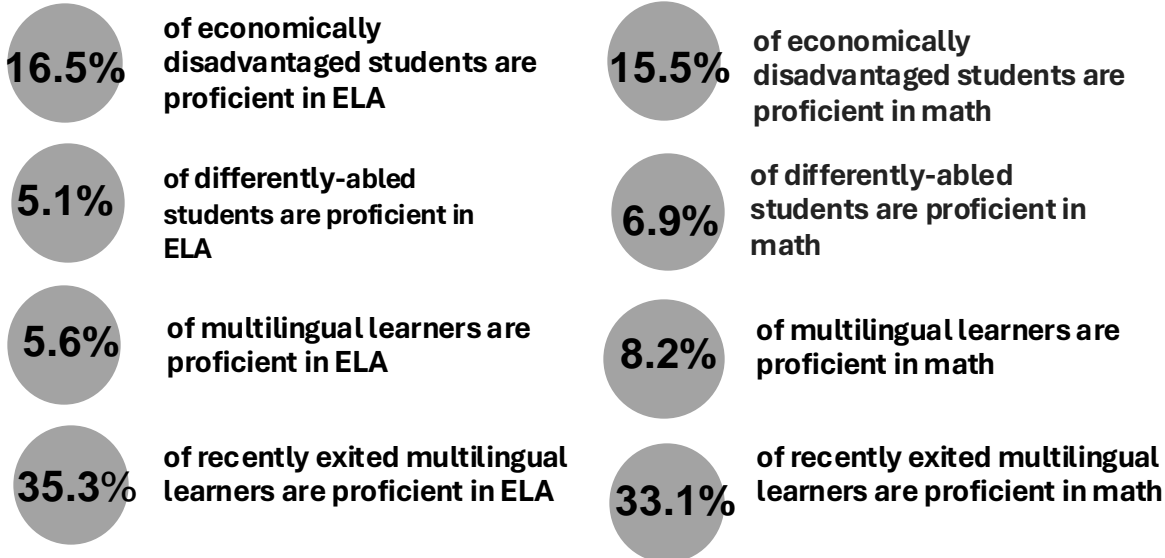 16.5%
of economically
disadvantaged students are
proficient in ELA
5.1%
of differently-abled
students are proficient in
ELA
5.6%
of multilingual learners are
proficient in ELA
35.3%
of recently exited multilingual
learners are proficient in ELA
15.5%
of economically
disadvantaged students are
proficient in math
6.9%
of differently-abled
students are proficient in
math
8.2%
of multilingual learners are
proficient in math
33.1%
of recently exited multilingual
learners are proficient in math